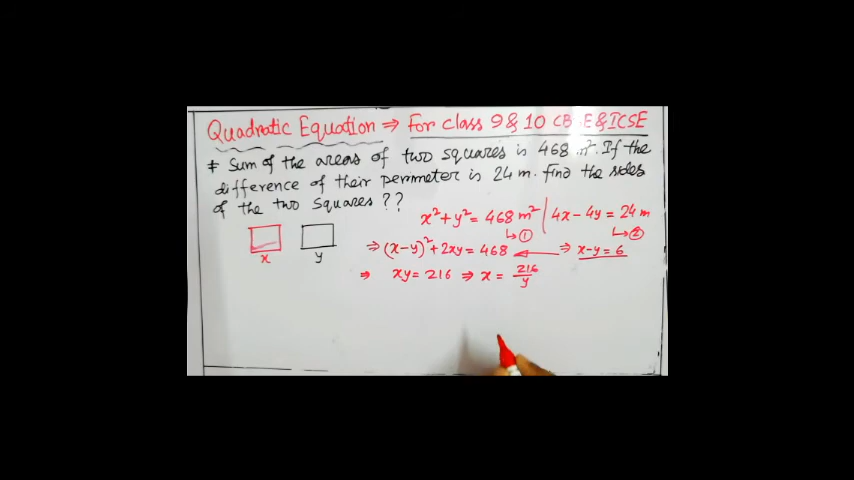 Quadratic Equation ⇒ For Class 9 & 10 CB E & ICSE
# Sum of the areas of two squares is 468 m². If the
difference of their perimeter is 24 m. Find the sides
of the two squares ??
x² + y² = 468 m² | 4x - 4y = 24 m
↳ ① ↳ ②
⇒ (x-y)² + 2xy = 468 ← ⇒ x-y = 6
x y
⇒ xy = 216 ⇒ x = 216/y